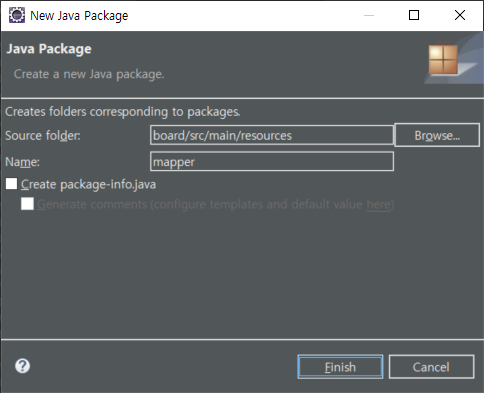 New Java Package
Java Package
Create a new Java package.
Creates folders corresponding to packages.
Source folder: board/src/main/resources Browse...
Name: mapper
Create package-info.java
Generate comments (configure templates and default value here)
? Finish Cancel